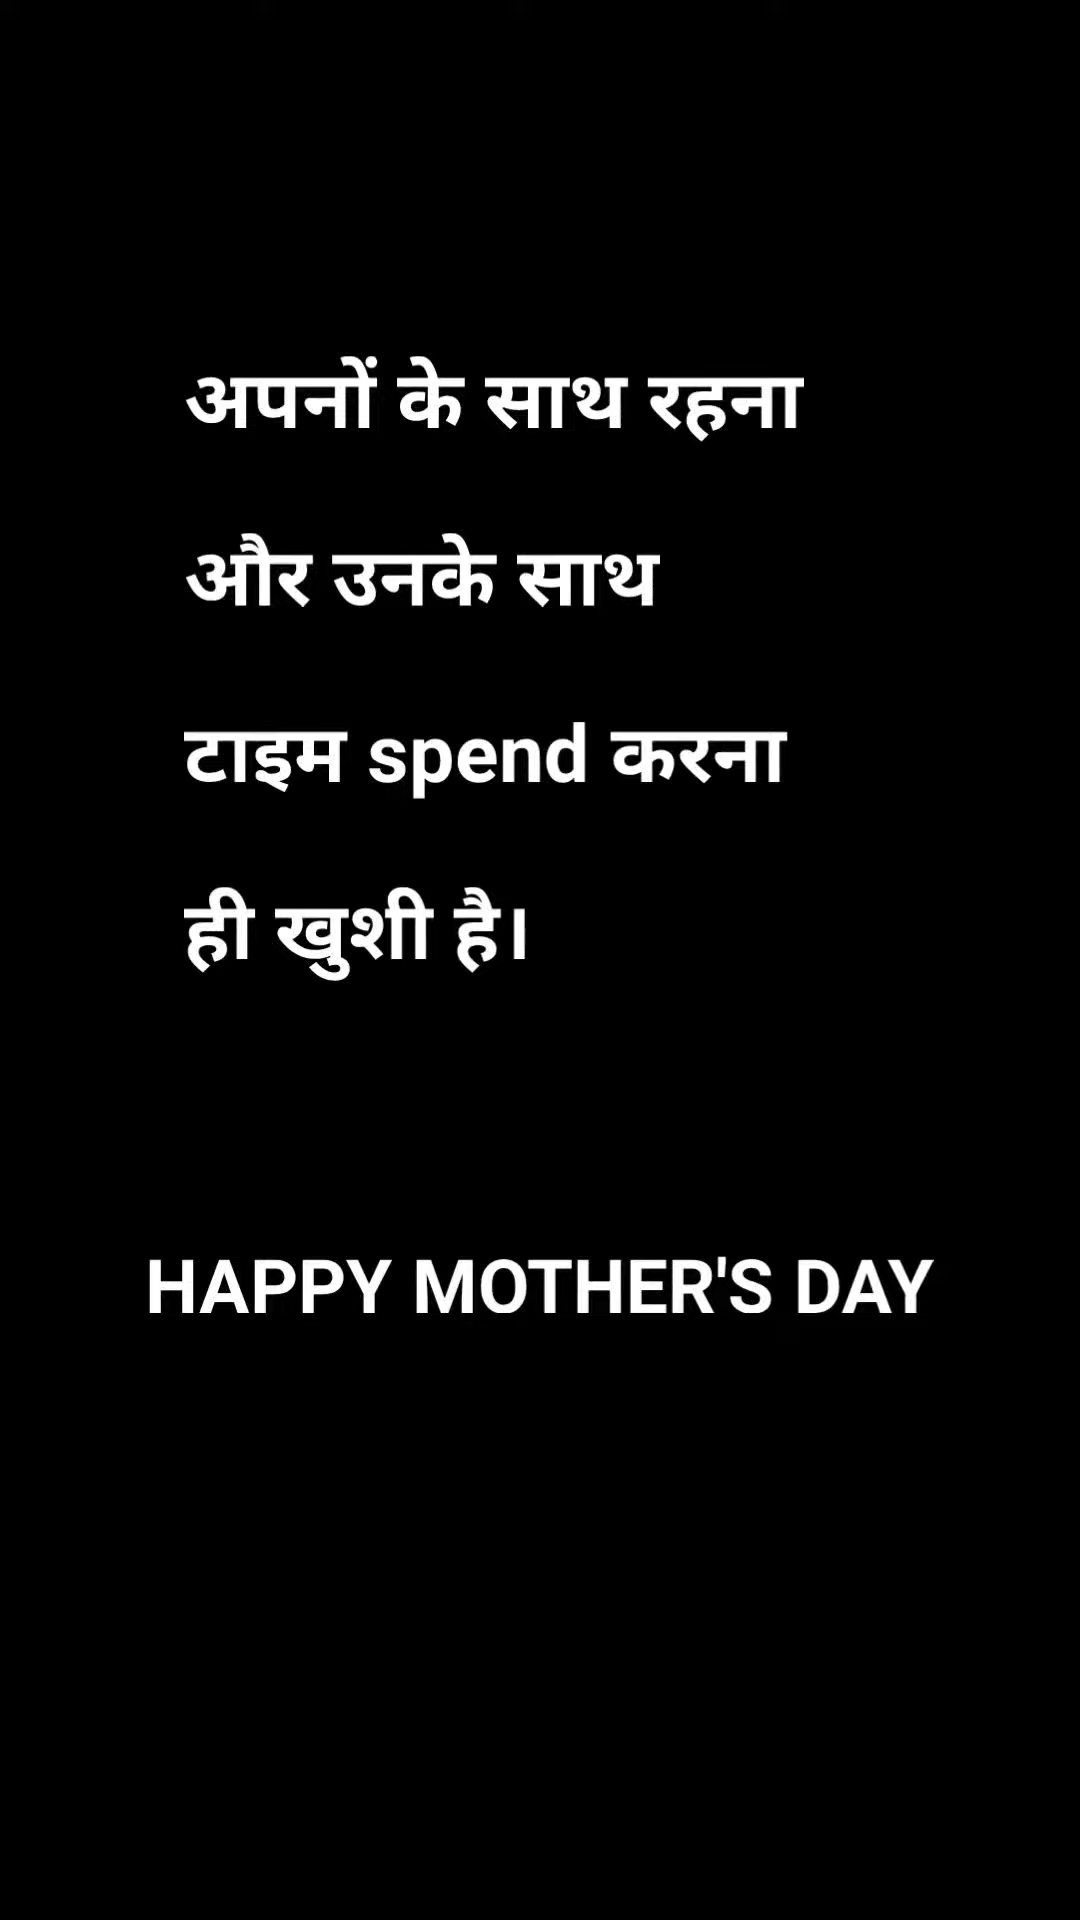 अपनों के साथ रहना
और उनके साथ
टाइम spend करना
ही खुशी है।
HAPPY MOTHER'S DAY